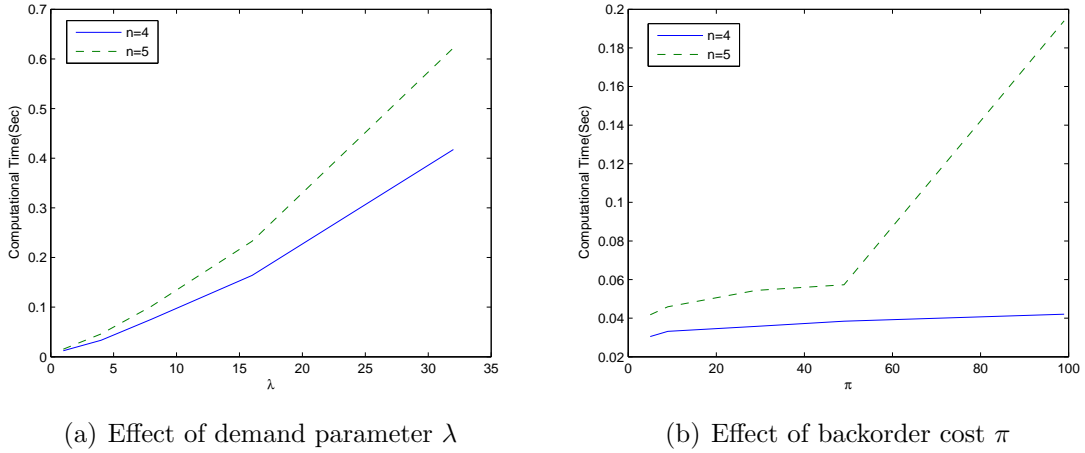 0.7
0.6
0.5
0.4
0.3
0.2
0.1
0
Computational Time(Sec)
n=4
n=5
0 5 10 15 20 25 30 35
λ
(a) Effect of demand parameter λ
0.2
0.18
0.16
0.14
0.12
0.1
0.08
0.06
0.04
0.02
Computational Time(Sec)
n=4
n=5
0 20 40 60 80 100
π
(b) Effect of backorder cost π